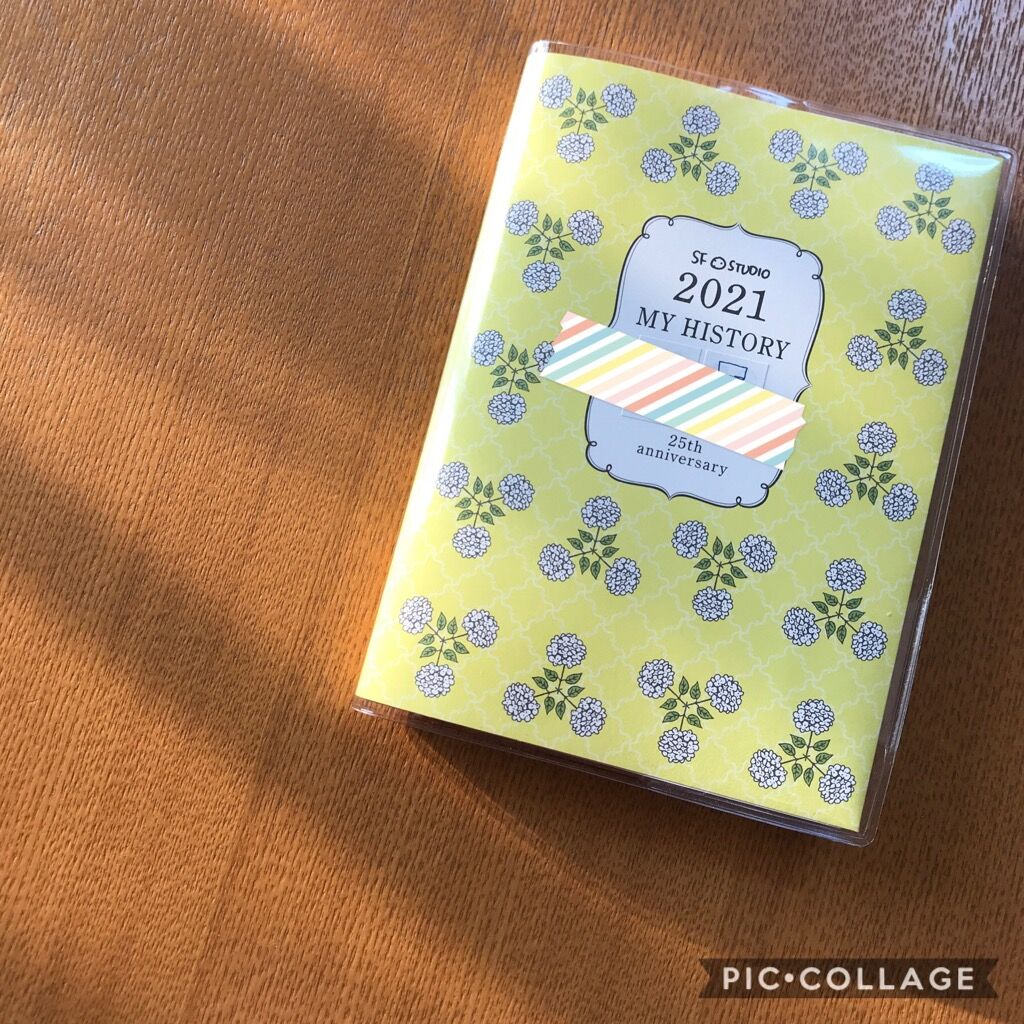 SF STUDIO
2021
MY HISTORY
25th
anniversary
PIC•COLLAGE